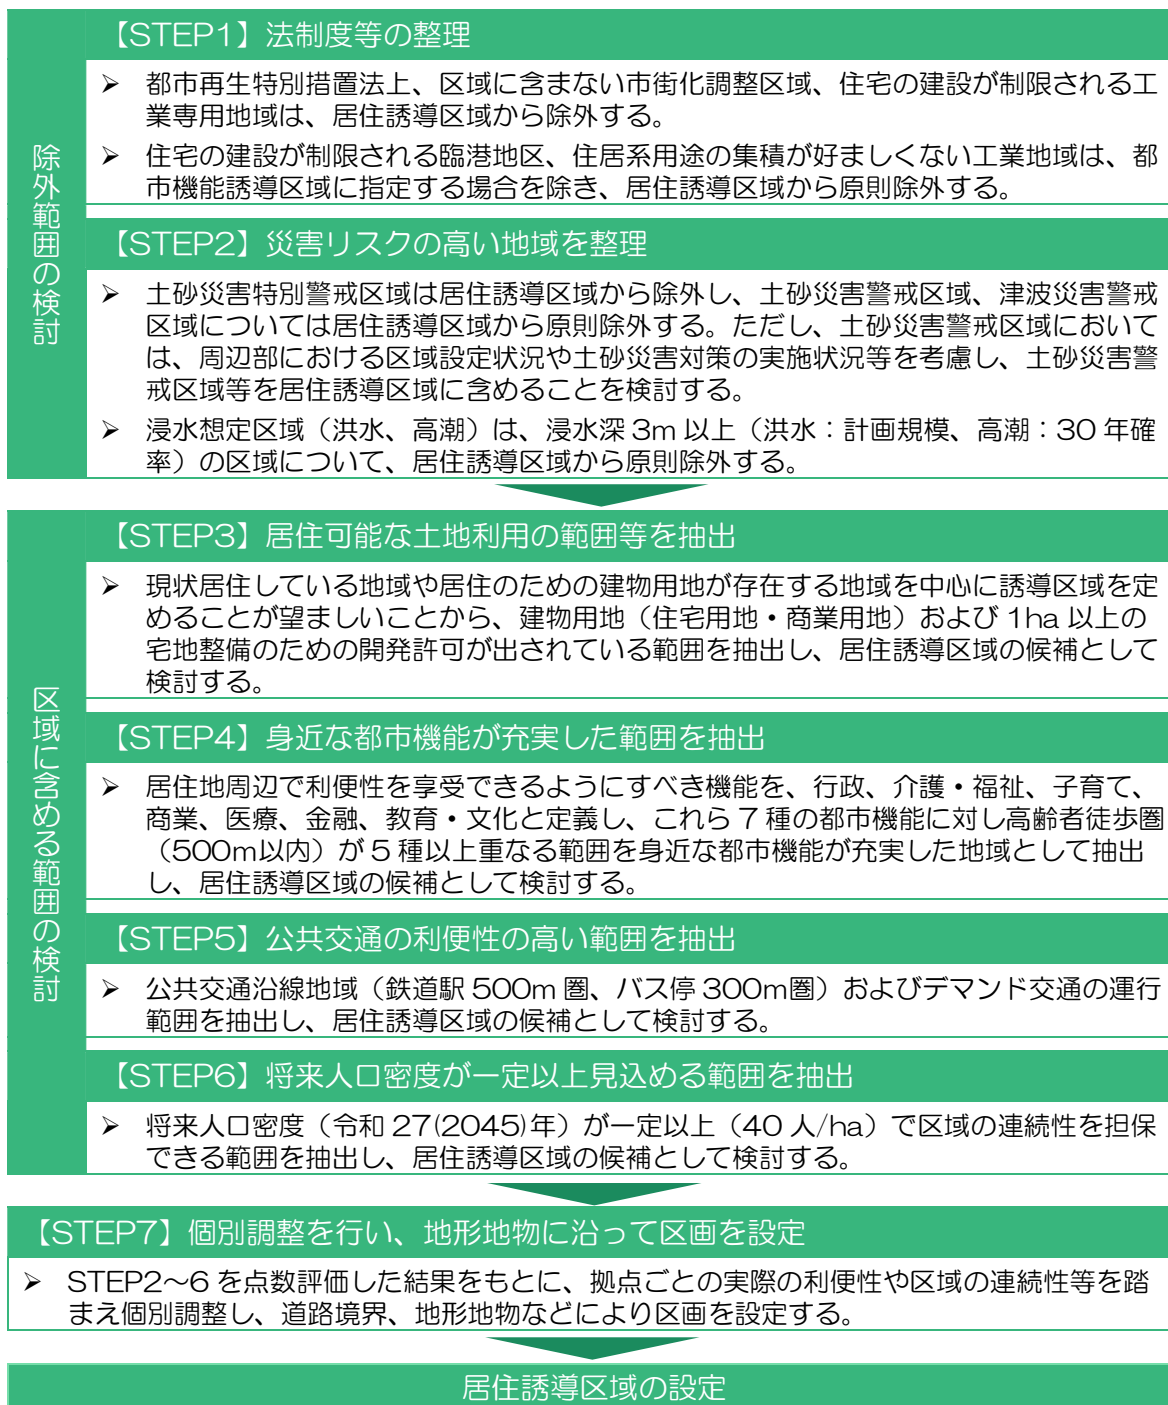 除外範囲の検討
【STEP1】法制度等の整理
➢ 都市再生特別措置法上、区域に含まない市街化調整区域、住宅の建設が制限される工
業専用地域は、居住誘導区域から除外する。
➢ 住宅の建設が制限される臨港地区、住居系用途の集積が好ましくない工業地域は、都
市機能誘導区域に指定する場合を除き、居住誘導区域から原則除外する。
【STEP2】災害リスクの高い地域を整理
➢ 土砂災害特別警戒区域は居住誘導区域から除外し、土砂災害警戒区域、津波災害警戒
区域については居住誘導区域から原則除外する。ただし、土砂災害警戒区域において
は、周辺部における区域設定状況や土砂災害対策の実施状況等を考慮し、土砂災害警
戒区域等を居住誘導区域に含めることを検討する。
➢ 浸水想定区域（洪水、高潮）は、浸水深 3m 以上（洪水：計画規模、高潮：30 年確
率）の区域について、居住誘導区域から原則除外する。
区域に含める範囲の検討
【STEP3】居住可能な土地利用の範囲等を抽出
➢ 現状居住している地域や居住のための建物用地が存在する地域を中心に誘導区域を定
めることが望ましいことから、建物用地（住宅用地・商業用地）および 1ha 以上の
宅地整備のための開発許可が出されている範囲を抽出し、居住誘導区域の候補として
検討する。
【STEP4】身近な都市機能が充実した範囲を抽出
➢ 居住地周辺で利便性を享受できるようにすべき機能を、行政、介護・福祉、子育て、
商業、医療、金融、教育・文化と定義し、これら 7 種の都市機能に対し高齢者徒歩圏
（500m以内）が 5 種以上重なる範囲を身近な都市機能が充実した地域として抽出
し、居住誘導区域の候補として検討する。
【STEP5】公共交通の利便性の高い範囲を抽出
➢ 公共交通沿線地域（鉄道駅 500m 圏、バス停 300m圏）およびデマンド交通の運行
範囲を抽出し、居住誘導区域の候補として検討する。
【STEP6】将来人口密度が一定以上見込める範囲を抽出
➢ 将来人口密度（令和 27(2045)年）が一定以上（40 人/ha）で区域の連続性を担保
できる範囲を抽出し、居住誘導区域の候補として検討する。
【STEP7】個別調整を行い、地形地物に沿って区画を設定
➢ STEP2～6 を点数評価した結果をもとに、拠点ごとの実際の利便性や区域の連続性等を踏
まえ個別調整し、道路境界、地形地物などにより区画を設定する。
居住誘導区域の設定